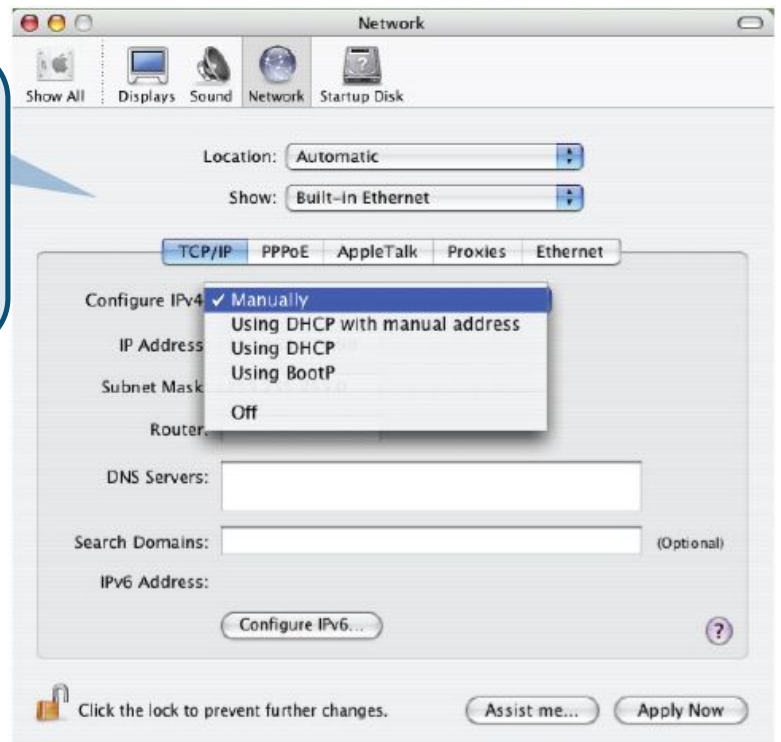 Network
Show All
Displays
Sound
Network
Startup Disk
Location: Automatic
Show: Built-in Ethernet
TCP/IP
PPPoE
AppleTalk
Proxies
Ethernet
Configure IPv4
✓ Manually
Using DHCP with manual address
Using DHCP
Using BootP
Off
IP Address
Subnet Mask
Router:
DNS Servers:
Search Domains:
(Optional)
IPv6 Address:
Configure IPv6...
?
Click the lock to prevent further changes.
Assist me...
Apply Now